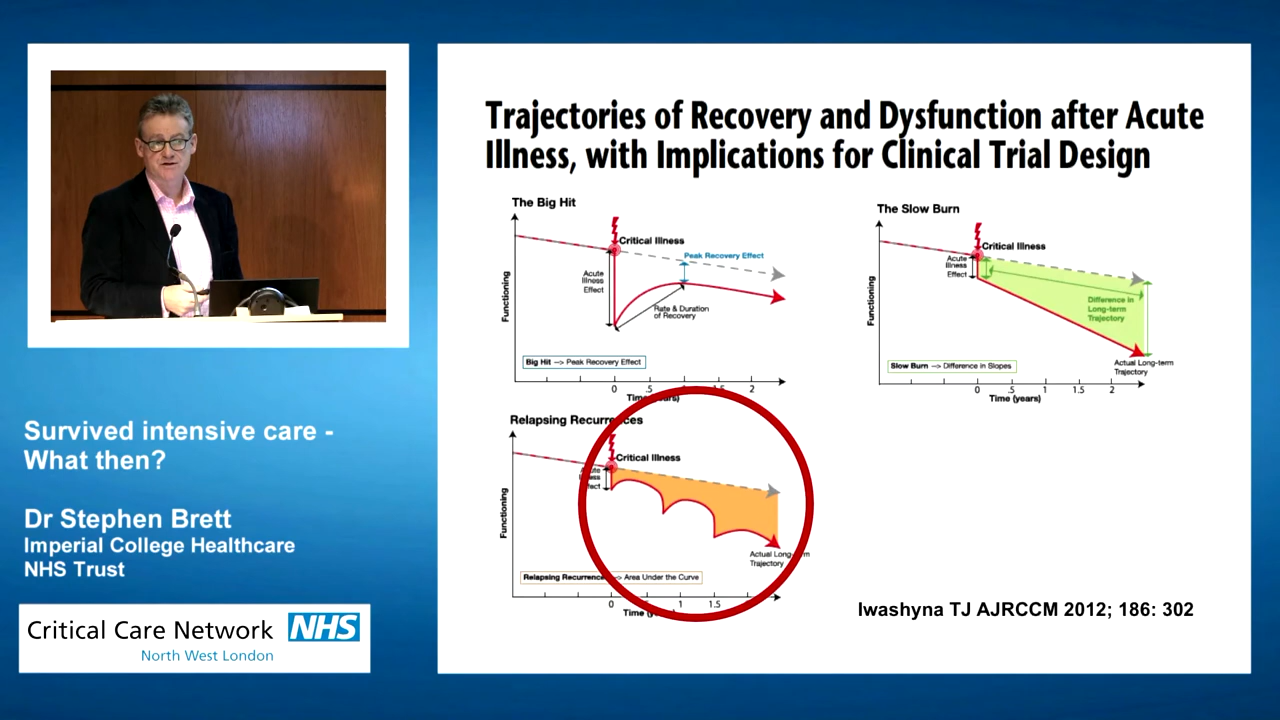 Trajectories of Recovery and Dysfunction after Acute
Illness, with Implications for Clinical Trial Design
The Big Hit
Critical Illness
Peak Recovery Effect
Acute
Illness
Effect
Rate & Duration
of Recovery
Functioning
Big Hit --> Peak Recovery Effect
0 .5 1 1.5 2
Time (years)
The Slow Burn
Critical Illness
Acute
Illness
Effect
Difference in
Long-term
Trajectory
Functioning
Slow Burn --> Difference in Slopes
Actual Long-term
Trajectory
0 .5 1 1.5 2
Time (years)
Relapsing Recurrences
Critical Illness
Functioning
Actual Long-term
Trajectory
Relapsing Recurrences --> Area Under the Curve
0 .5 1 1.5 2
Iwashyna TJ AJRCCM 2012; 186: 302
Survived intensive care -
What then?
Dr Stephen Brett
Imperial College Healthcare
NHS Trust
Critical Care Network NHS
North West London